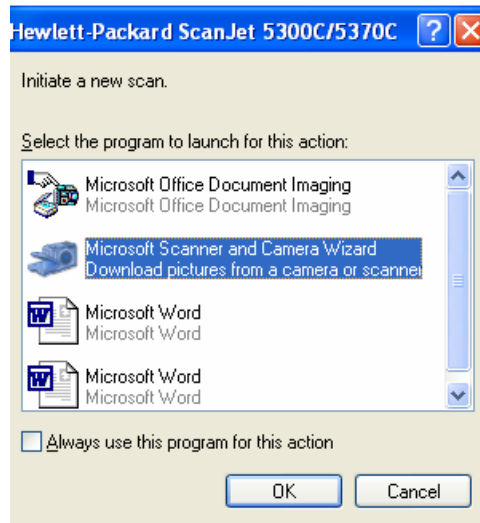 Hewlett-Packard ScanJet 5300C/5370C
Initiate a new scan.
Select the program to launch for this action:
Microsoft Office Document Imaging
Microsoft Office Document Imaging
Microsoft Scanner and Camera Wizard
Download pictures from a camera or scanner
Microsoft Word
Microsoft Word
Microsoft Word
Microsoft Word
Always use this program for this action
OK Cancel